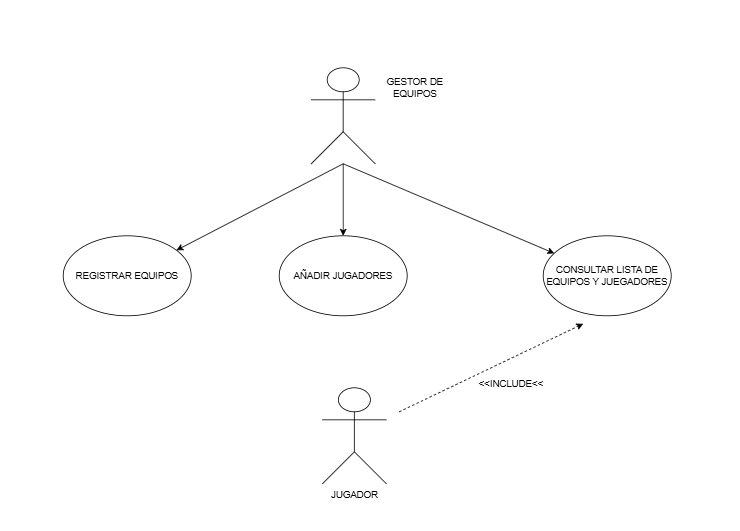 GESTOR DE
EQUIPOS
REGISTRAR EQUIPOS
AÑADIR JUGADORES
CONSULTAR LISTA DE
EQUIPOS Y JUEGADORES
<<INCLUDE<<
JUGADOR